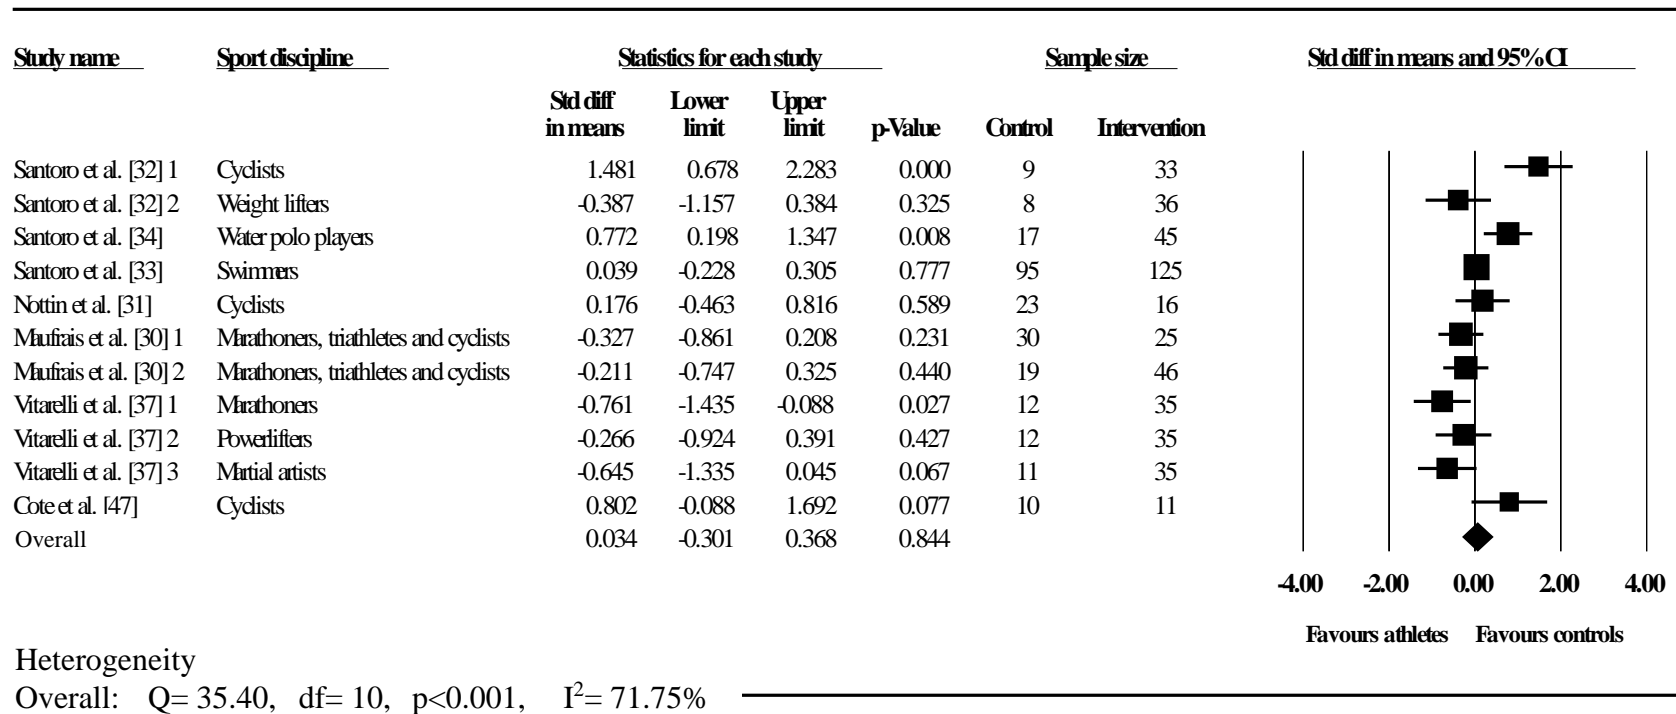 Study name Sport discipline Statistics for each study Sample size Std diff in means and 95% CI
Std diff Lower Upper
in means limit limit p-Value Control Intervention
Santoro et al. [32] 1 Cyclists 1.481 0.678 2.283 0.000 9 33
Santoro et al. [32] 2 Weight lifters -0.387 -1.157 0.384 0.325 8 36
Santoro et al. [34] Water polo players 0.772 0.198 1.347 0.008 17 45
Santoro et al. [33] Swimmers 0.039 -0.228 0.305 0.777 95 125
Nottin et al. [31] Cyclists 0.176 -0.463 0.816 0.589 23 16
Maufrais et al. [30] 1 Marathoners, triathletes and cyclists -0.327 -0.861 0.208 0.231 30 25
Maufrais et al. [30] 2 Marathoners, triathletes and cyclists -0.211 -0.747 0.325 0.440 19 46
Vitarelli et al. [37] 1 Marathoners -0.761 -1.435 -0.088 0.027 12 35
Vitarelli et al. [37] 2 Powerlifters -0.266 -0.924 0.391 0.427 12 35
Vitarelli et al. [37] 3 Martial artists -0.645 -1.335 0.045 0.067 11 35
Cote et al. [47] Cyclists 0.802 -0.088 1.692 0.077 10 11
Overall 0.034 -0.301 0.368 0.844
-4.00 -2.00 0.00 2.00 4.00
Favours athletes Favours controls
Heterogeneity
Overall: Q= 35.40, df= 10, p<0.001, I²= 71.75%